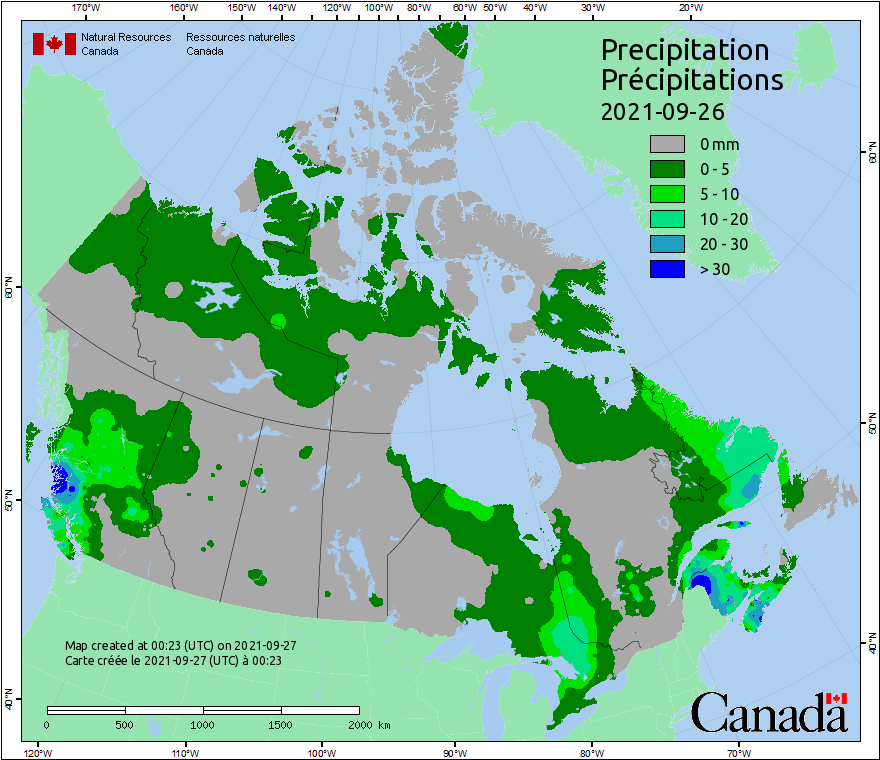 170°W 160°W 150°W 140°W 120°W 100°W 80°W 60°W 50°W 40°W 30°W 20°W
Natural Resources Ressources naturelles
Canada Canada
Precipitation
Précipitations
2021-09-26
0 mm
0 - 5
5 - 10
10 - 20
20 - 30
> 30
60°N
60°N
50°N
50°N
40°N
40°N
Map created at 00:23 (UTC) on 2021-09-27
Carte créée le 2021-09-27 (UTC) à 00:23
0 500 1000 1500 2000 km
Canada
120°W 110°W 100°W 90°W 80°W 70°W